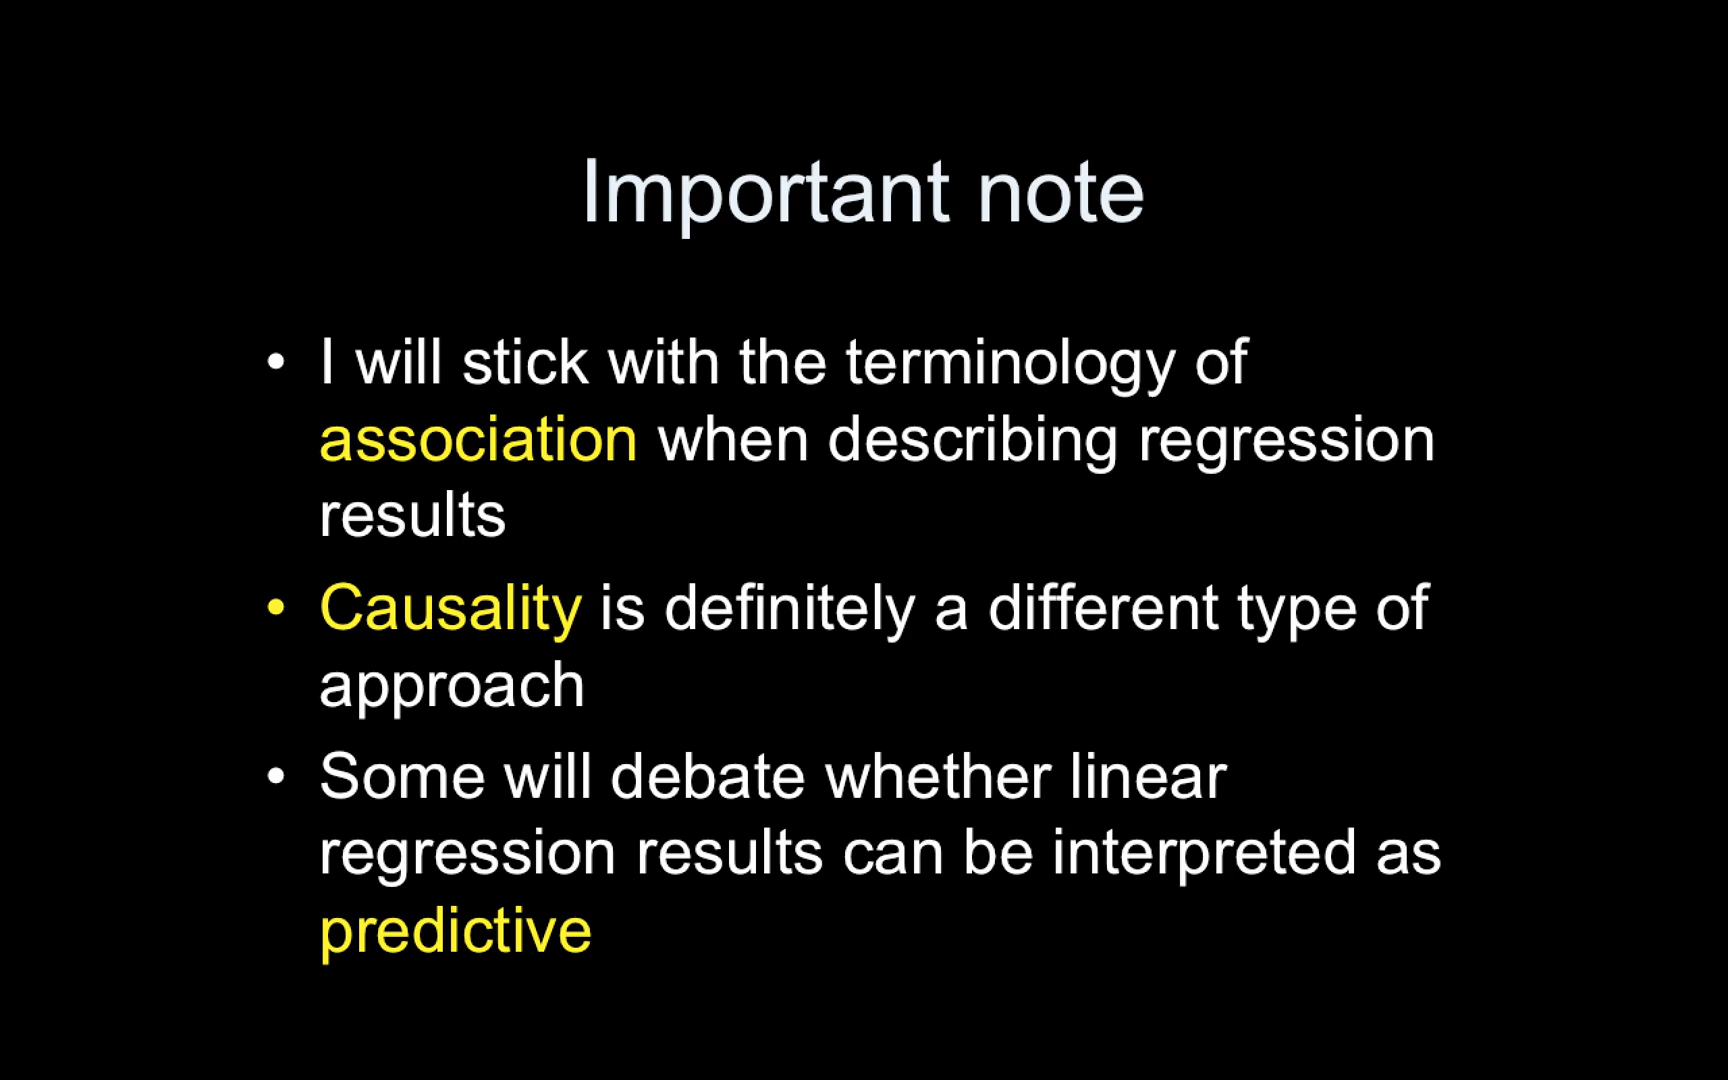 Important note
• I will stick with the terminology of
association when describing regression
results
• Causality is definitely a different type of
approach
• Some will debate whether linear
regression results can be interpreted as
predictive